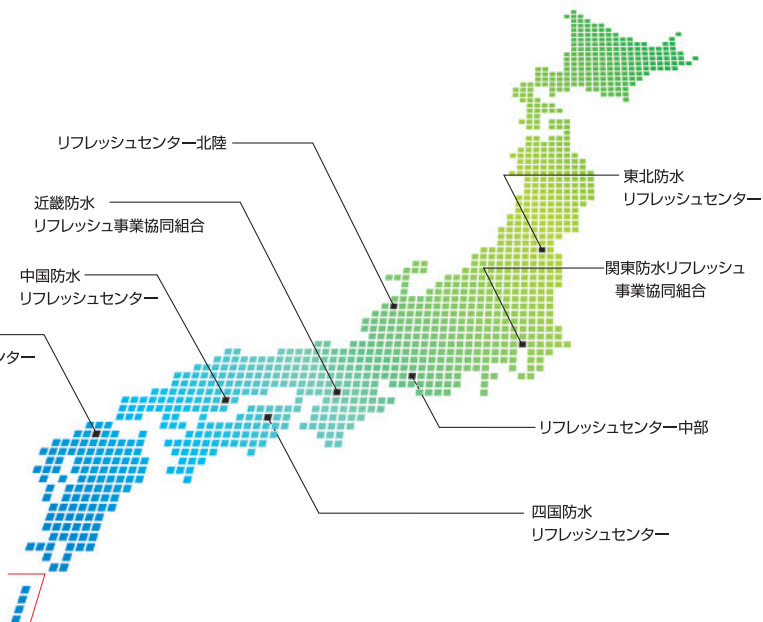 リフレッシュセンター北陸
近畿防水
リフレッシュ事業協同組合
中国防水
リフレッシュセンター
ンター
東北防水
リフレッシュセンター
関東防水リフレッシュ
事業協同組合
リフレッシュセンター中部
四国防水
リフレッシュセンター